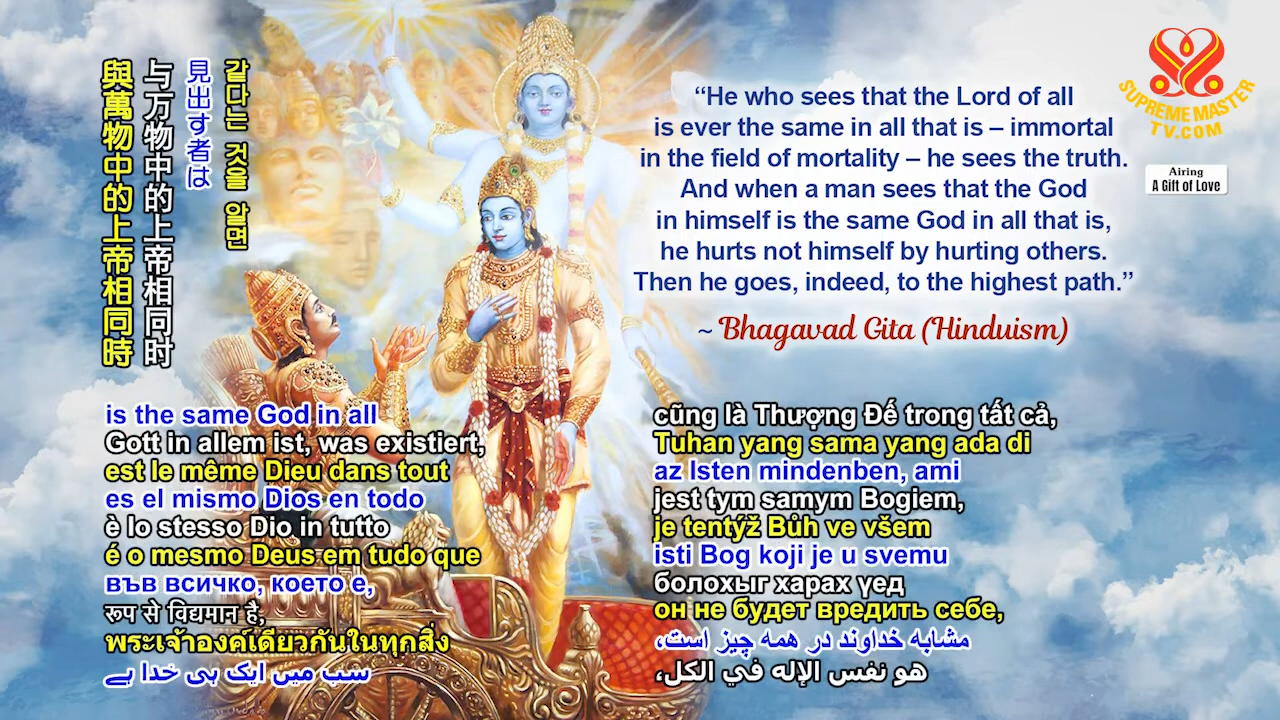 與萬物中的上帝相同時
与万物中的上帝相同时
見出す者は
같다는 것을 알면
“He who sees that the Lord of all
is ever the same in all that is – immortal
in the field of mortality – he sees the truth.
And when a man sees that the God
in himself is the same God in all that is,
he hurts not himself by hurting others.
Then he goes, indeed, to the highest path.”
~ Bhagavad Gita (Hinduism)
SUPREME MASTER
TV.COM
Airing
A Gift of Love
is the same God in all
Gott in allem ist, was existiert,
est le même Dieu dans tout
es el mismo Dios en todo
è lo stesso Dio in tutto
é o mesmo Deus em tudo que
във всичко, което е,
रूप से विद्यमान है,
พระเจ้าองค์เดียวกันในทุกสิ่ง
سب میں ایک ہی خدا ہے
cũng là Thượng Đế trong tất cả,
Tuhan yang sama yang ada di
az Isten mindenben, ami
jest tym samym Bogiem,
je tentýž Bůh ve všem
isti Bog koji je u svemu
болохыг харах үед
он не будет вредить себе,
مشابه خداوند در همه چیز است،
هو نفس الإله في الكل،